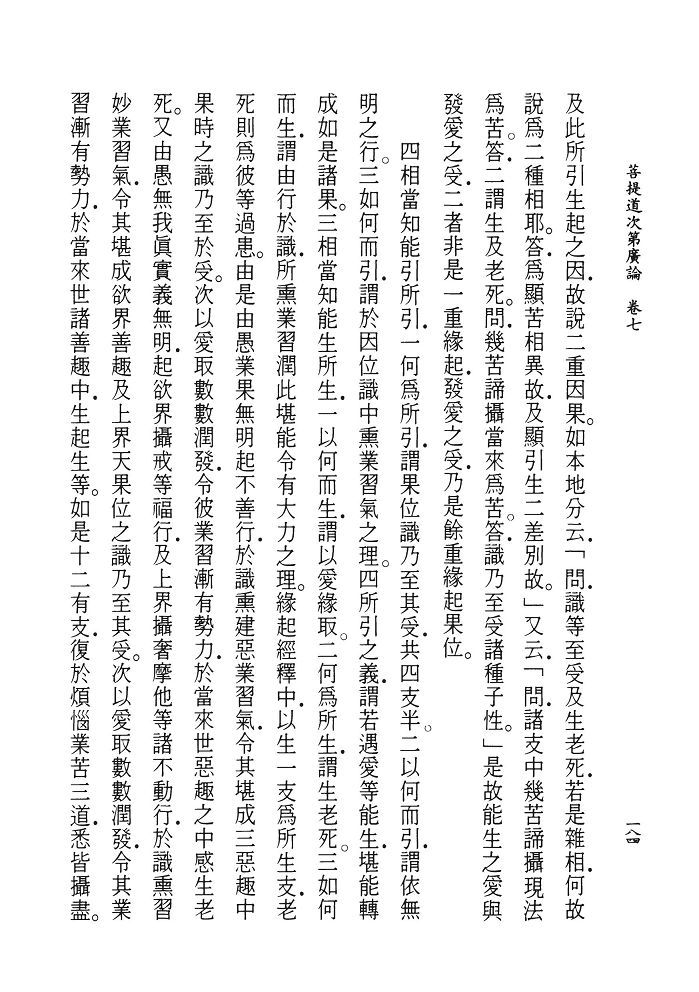 菩提道次第廣論　卷七
一八四
及此所引生起之因．故說二重因果。如本地分云．「問．識等至受及生老死．若是雜相．何故
說爲二種相耶。答．爲顯苦相異故．及顯引生二差別故。」又云．「問．諸支中幾苦諦攝現法
爲苦。答．二謂生及老死。問．幾苦諦攝當來爲苦。答．識乃至受諸種子性。」是故能生之愛與
發愛之受．二者非是一重緣起．發愛之受．乃是餘重緣起果位。
四相當知能引所引．一何爲所引．謂果位識乃至其受共四支半。二以何而引．謂依無
明之行。三如何而引．謂於因位識中熏業習氣之理。四所引之義．謂若遇愛等能生．堪能轉
成如是諸果。三相當知能生所生．一以何而生．謂以愛緣取。二何爲所生．謂生老死。三如何
而生．謂由行於識．所熏業習潤此堪能令有大力之理。緣起經釋中．以生一支爲所生支．老
死則爲彼等過患。由是由愚業果無明起不善行．於識熏建惡業習氣．令其堪成三惡趣中
果時之識乃至於受。次以愛取數數潤發．令彼業習漸有勢力．於當來世惡趣之中感生老
死。又由愚無我眞實義無明．起欲界攝戒等福行．及上界攝奢摩他等諸不動行．於識熏習
妙業習氣．令其堪成欲界善趣及上界天果位之識乃至其受。次以愛取數數潤發．令其業
習漸有勢力．於當來世諸善趣中．生起生等。如是十二有支．復於煩惱業苦三道．悉皆攝盡。